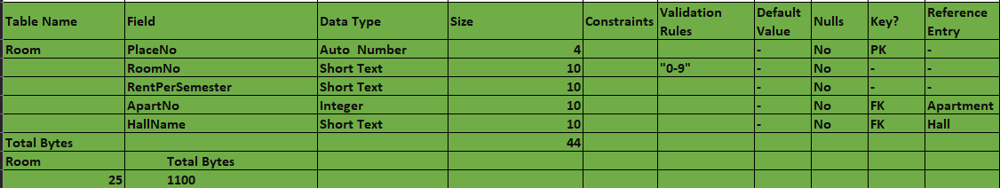 Table Name Field Data Type Size Constraints Validation Rules Default Value Nulls Key? Reference Entry
Room PlaceNo Auto  Number 4 - No PK -
RoomNo Short Text 10 "0-9" - No - -
RentPerSemester Short Text 10 - No - -
ApartNo Integer 10 - No FK Apartment
HallName Short Text 10 - No FK Hall
Total Bytes 44
Room Total Bytes
25 1100